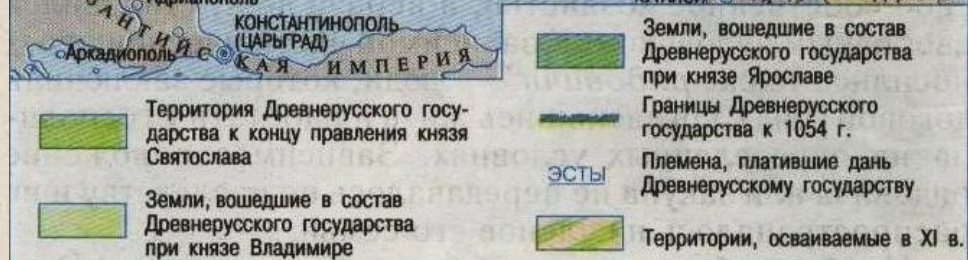 КОНСТАНТИНОПОЛЬ
(ЦАРЬГРАД)
Аркадиополь
КАЯ ИМПЕРИЯ
Территория Древнерусского госу-
дарства к концу правления князя
Святослава
Земли, вошедшие в состав
Древнерусского государства
при князе Владимире
Земли, вошедшие в состав
Древнерусского государства
при князе Ярославе
Границы Древнерусского
государства к 1054 г.
ЭСТЫ
Племена, платившие дань
Древнерусскому государству
Территории, осваиваемые в XI в.